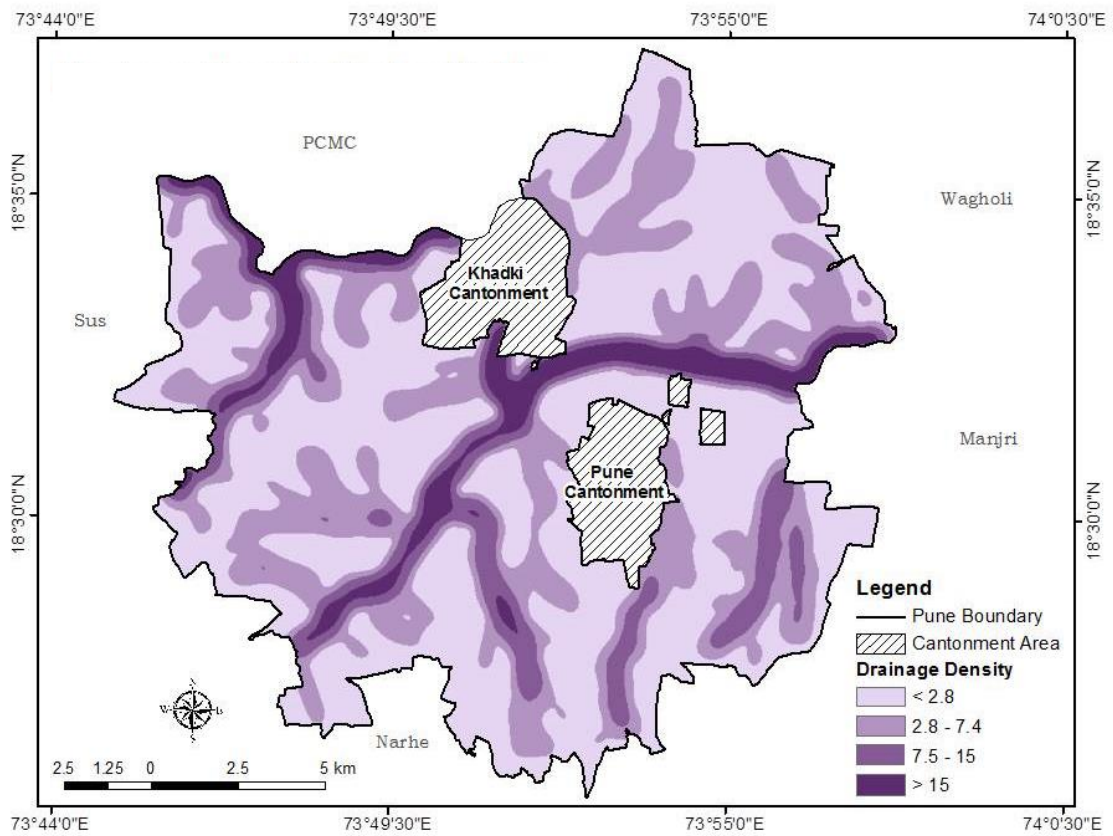 73°44'0"E 73°49'30"E 73°55'0"E 74°0'30"E
18°35'0"N 18°35'0"N
18°30'0"N 18°30'0"N
PCMC
Wagholi
Sus
Manjri
Narhe
Khadki
Cantonment
Pune
Cantonment
Legend
Pune Boundary
Cantonment Area
Drainage Density
< 2.8
2.8 - 7.4
7.5 - 15
> 15
N
W
S
2.5 1.25 0 2.5 5 km
73°44'0"E 73°49'30"E 73°55'0"E 74°0'30"E